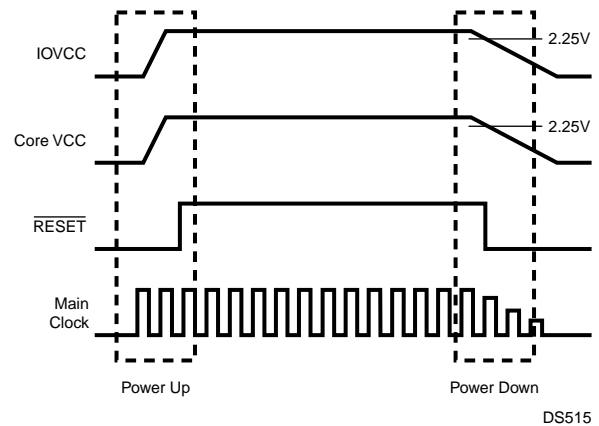 IOVCC
2.25V
Core VCC
2.25V
RESET
Main
Clock
Power Up
Power Down
DS515